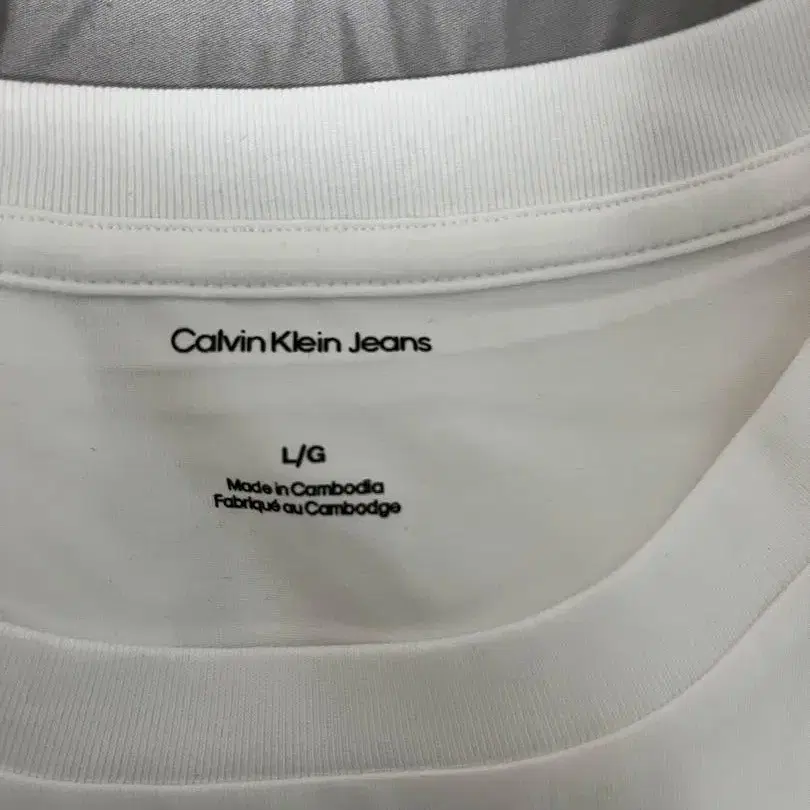 Calvin Klein Jeans
L/G
Made in Cambodia
Fabriqué au Cambodge